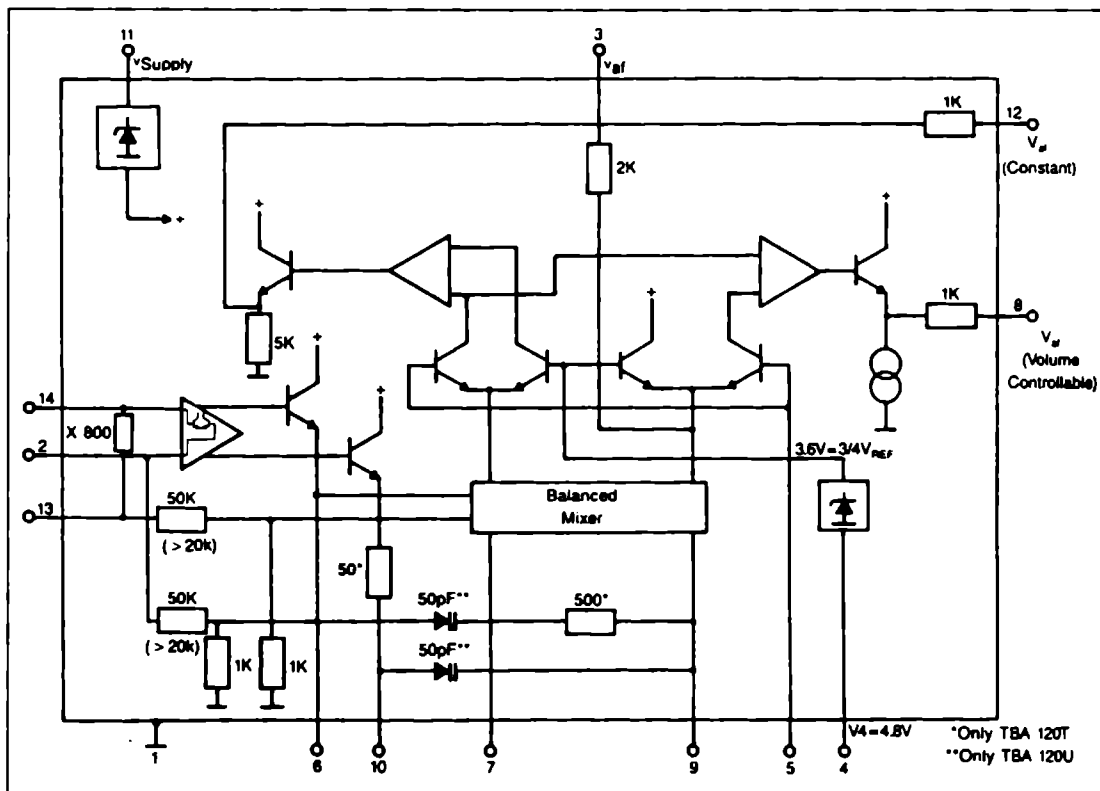 11
vSupply
3
vaf
1K
12
Vaf
(Constant)
2K
+
+
+
+
1K
8
Vaf
(Volume
Controllable)
5K
+
+
14
X 800
2
3.6V=3/4VREF
13
50K
(>20k)
Balanced
Mixer
50*
50K
(>20k)
50pF**
500*
1K
1K
50pF**
1
6
10
7
9
5
4
V4=4.8V
*Only TBA 120T
**Only TBA 120U